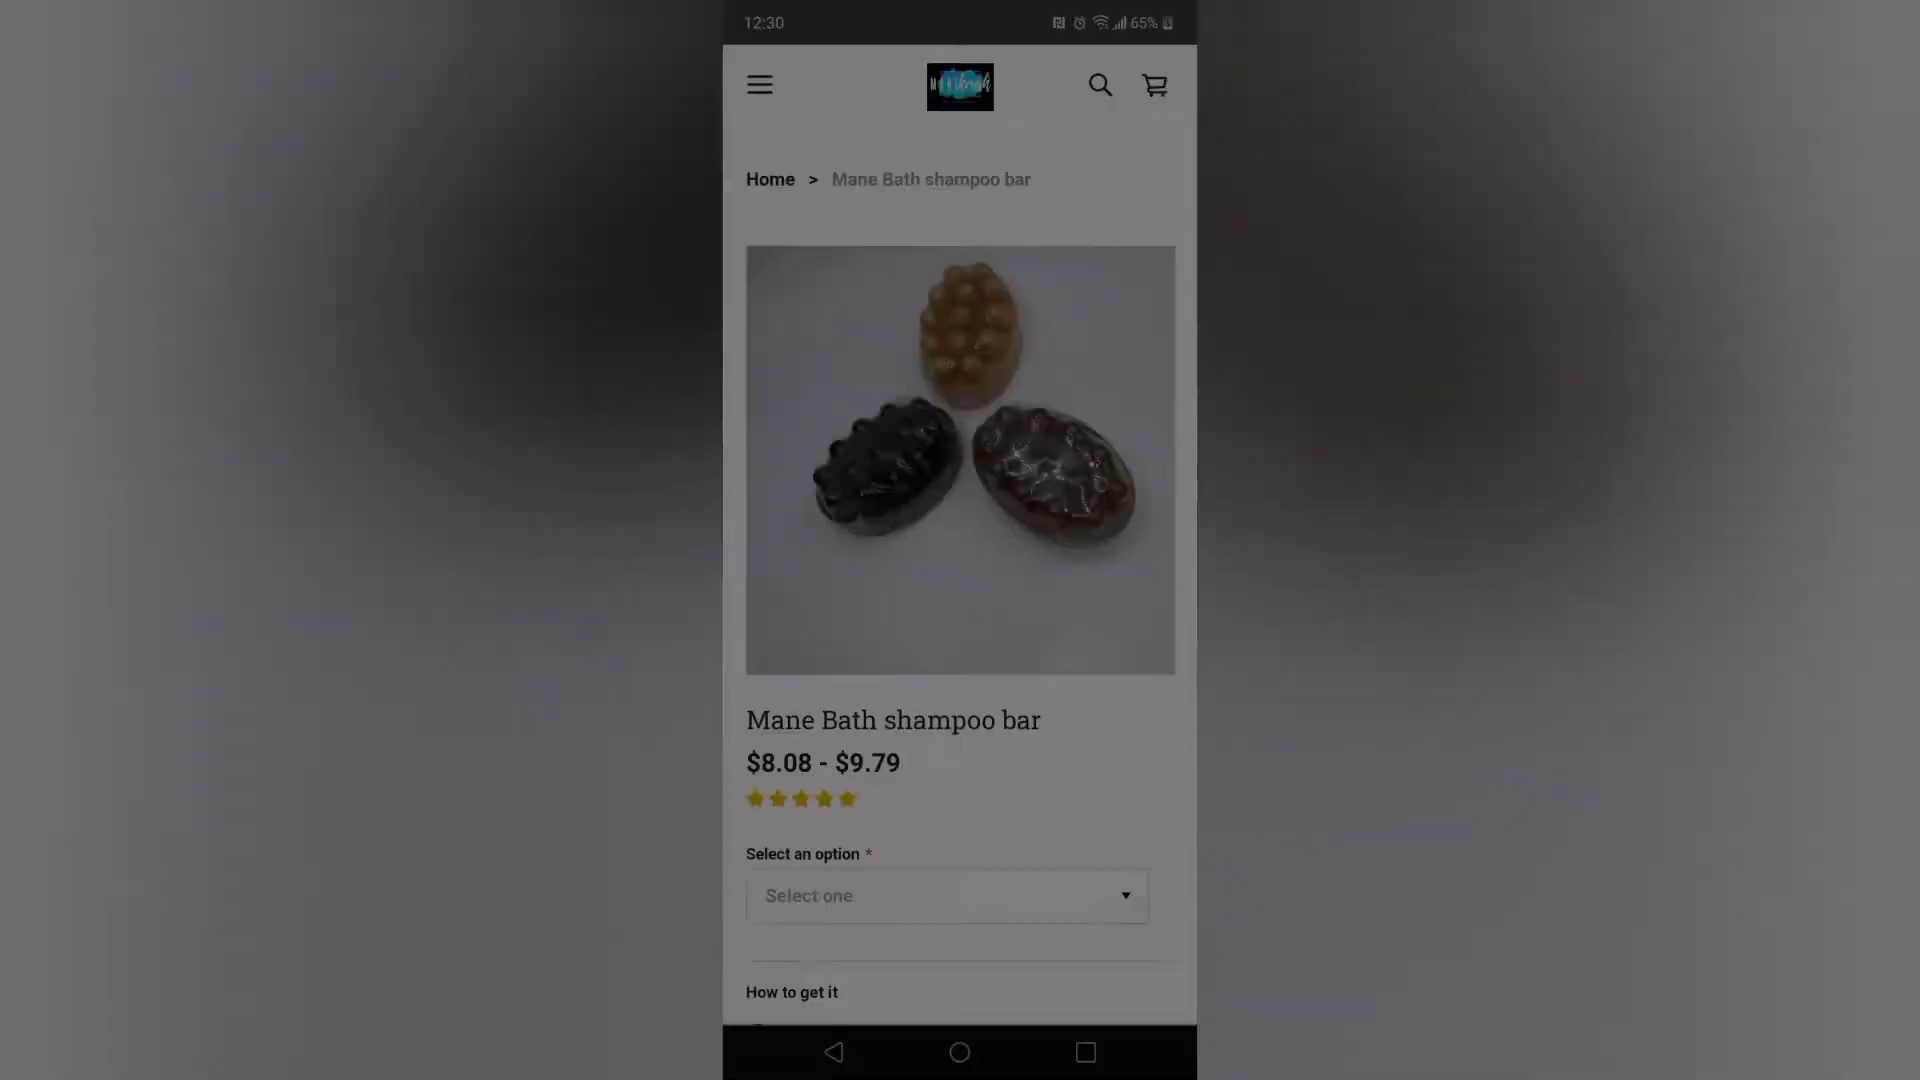 12:30
65%
Home > Mane Bath shampoo bar
Mane Bath shampoo bar
$8.08 - $9.79
Select an option *
Select one
How to get it